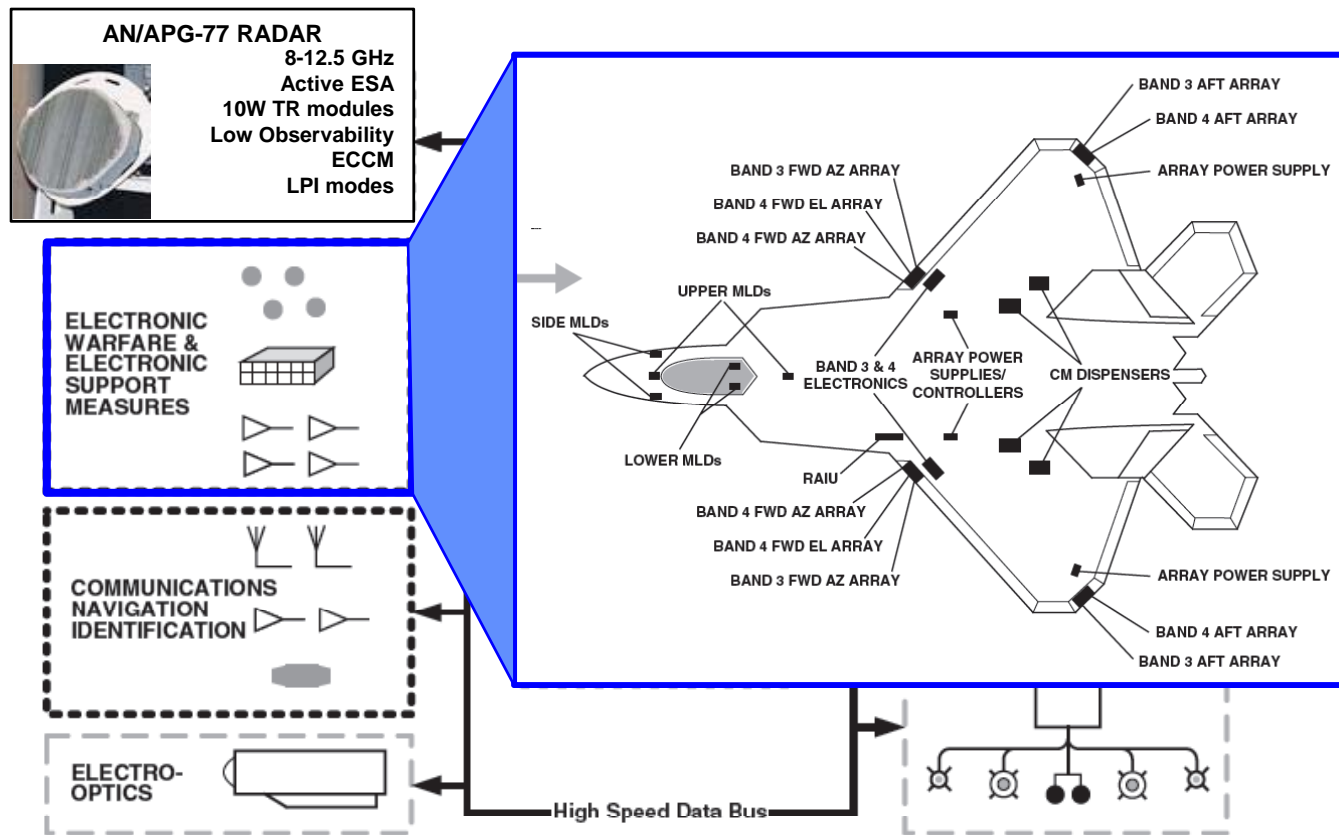 AN/APG-77 RADAR
8-12.5 GHz
Active ESA
10W TR modules
Low Observability
ECCM
LPI modes
ELECTRONIC
WARFARE &
ELECTRONIC
SUPPORT
MEASURES
BAND 3 AFT ARRAY
BAND 4 AFT ARRAY
ARRAY POWER SUPPLY
BAND 3 FWD AZ ARRAY
BAND 4 FWD EL ARRAY
BAND 4 FWD AZ ARRAY
UPPER MLDs
SIDE MLDs
BAND 3 & 4
ELECTRONICS
ARRAY POWER
SUPPLIES/
CONTROLLERS
CM DISPENSERS
LOWER MLDs
RAIU
BAND 4 FWD AZ ARRAY
BAND 4 FWD EL ARRAY
BAND 3 FWD AZ ARRAY
ARRAY POWER SUPPLY
BAND 4 AFT ARRAY
BAND 3 AFT ARRAY
COMMUNICATIONS
NAVIGATION
IDENTIFICATION
ELECTRO-
OPTICS
High Speed Data Bus